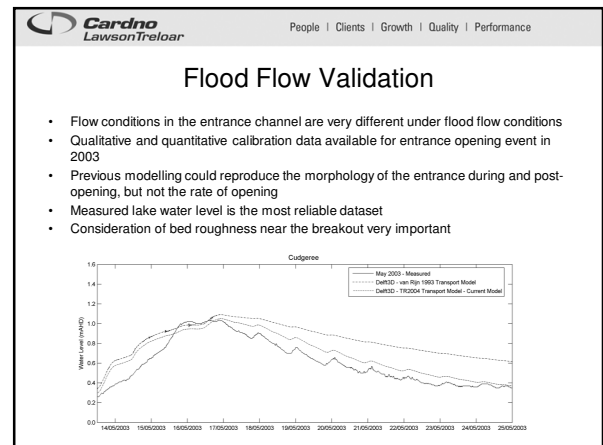 Cardno
LawsonTreloar
People | Clients | Growth | Quality | Performance
Flood Flow Validation
• Flow conditions in the entrance channel are very different under flood flow conditions
• Qualitative and quantitative calibration data available for entrance opening event in
2003
• Previous modelling could reproduce the morphology of the entrance during and post-
opening, but not the rate of opening
• Measured lake water level is the most reliable dataset
• Consideration of bed roughness near the breakout very important
Cudgeree
May 2003 - Measured
Delft3D - van Rijn 1993 Transport Model
Delft3D - TR2004 Transport Model - Current Model
Water Level (mAHD)
1.6
1.4
1.2
1.0
0.8
0.6
0.4
0.2
0.0
14/05/2003 15/05/2003 16/05/2003 17/05/2003 18/05/2003 19/05/2003 20/05/2003 21/05/2003 22/05/2003 23/05/2003 24/05/2003 25/05/2003